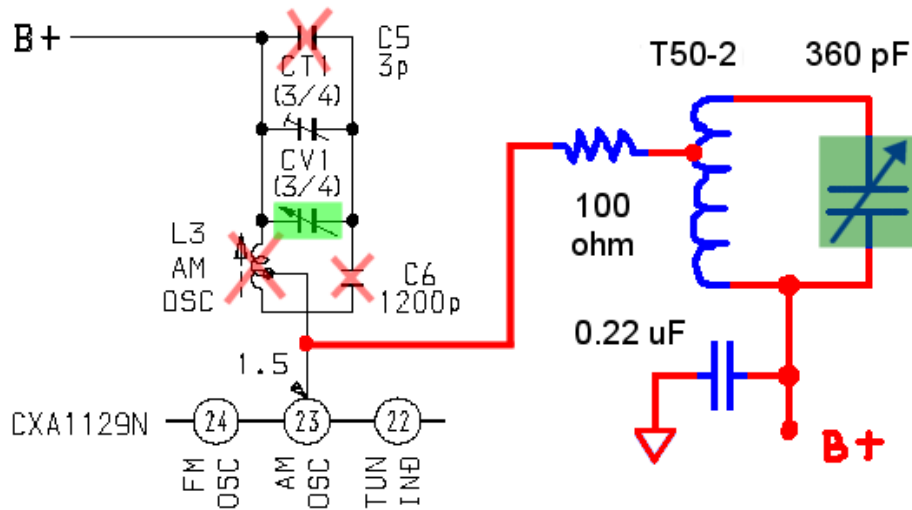 B+
C5
3p
CT1
(3/4)
CV1
(3/4)
L3
AM
OSC
C6
1200p
1.5
CXA1129N
24
23
22
FM
OSC
AM
OSC
TUN
IND
T50-2
360 pF
100
ohm
0.22 uF
B+